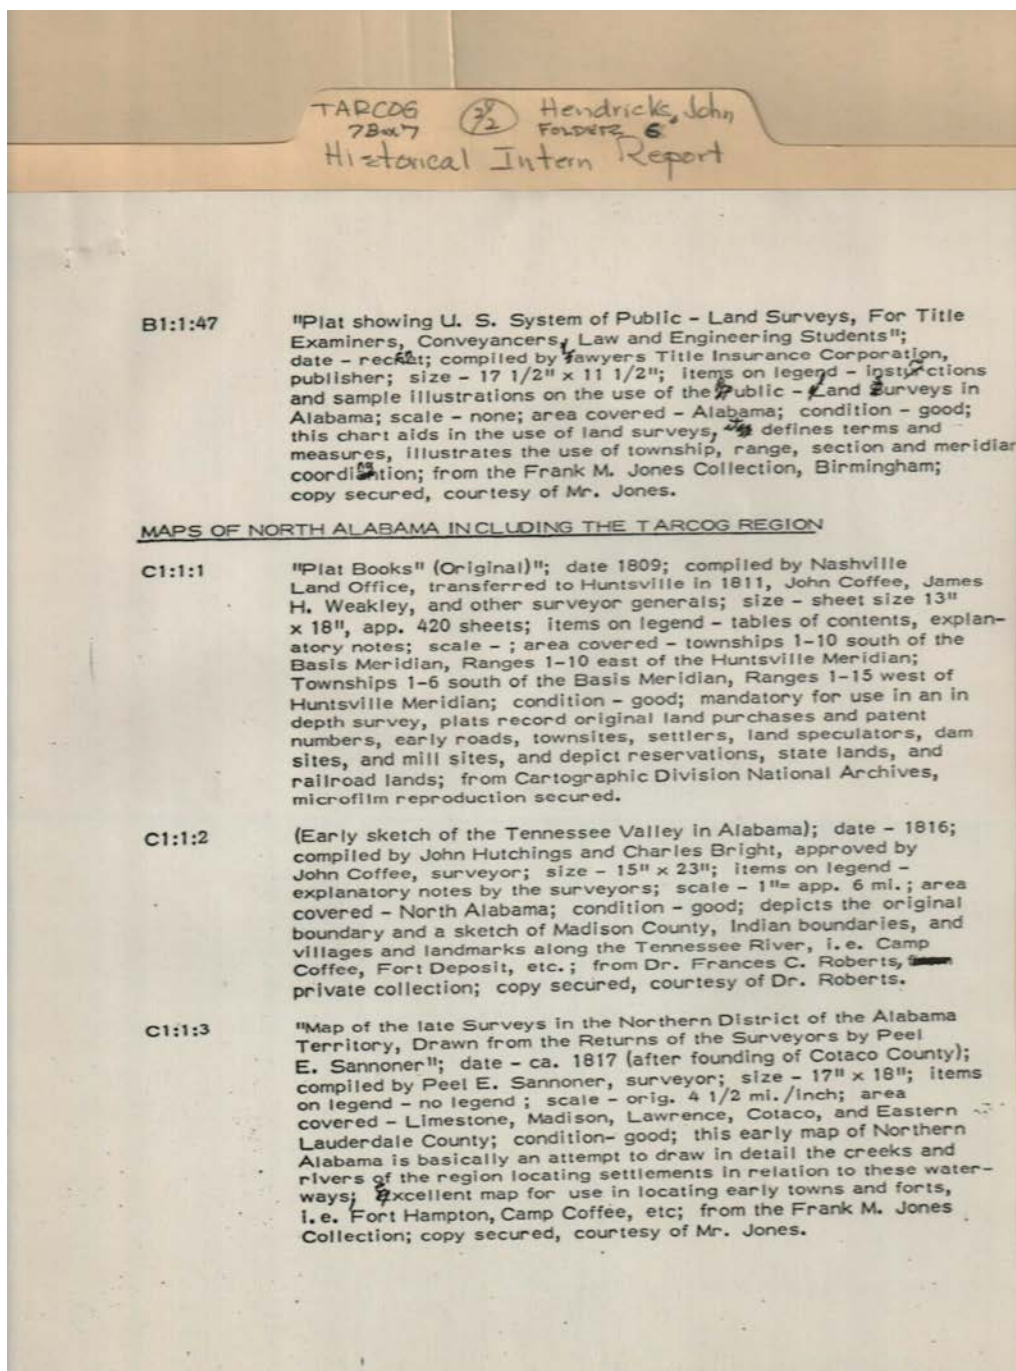 TARCOG Hendricks, John
7Box7 FOLDER 6
Historical Intern Report
B1:1:47 "Plat showing U. S. System of Public - Land Surveys, For Title
Examiners, Conveyancers, Law and Engineering Students";
date - recent; compiled by Lawyers Title Insurance Corporation,
publisher; size - 17 1/2" x 11 1/2"; items on legend - instructions
and sample illustrations on the use of the Public - Land Surveys in
Alabama; scale - none; area covered - Alabama; condition - good;
this chart aids in the use of land surveys, defines terms and
measures, illustrates the use of township, range, section and meridian
coordination; from the Frank M. Jones Collection, Birmingham;
copy secured, courtesy of Mr. Jones.
MAPS OF NORTH ALABAMA INCLUDING THE TARCOG REGION
C1:1:1 "Plat Books" (Original)"; date 1809; compiled by Nashville
Land Office, transferred to Huntsville in 1811, John Coffee, James
H. Weakley, and other surveyor generals; size - sheet size 13"
x 18", app. 420 sheets; items on legend - tables of contents, explan-
atory notes; scale - ; area covered - townships 1-10 south of the
Basis Meridian, Ranges 1-10 east of the Huntsville Meridian;
Townships 1-6 south of the Basis Meridian, Ranges 1-15 west of
Huntsville Meridian; condition - good; mandatory for use in an in
depth survey, plats record original land purchases and patent
numbers, early roads, townsites, settlers, land speculators, dam
sites, and mill sites, and depict reservations, state lands, and
railroad lands; from Cartographic Division National Archives,
microfilm reproduction secured.
C1:1:2 (Early sketch of the Tennessee Valley in Alabama); date - 1816;
compiled by John Hutchings and Charles Bright, approved by
John Coffee, surveyor; size - 15" x 23"; items on legend -
explanatory notes by the surveyors; scale - 1"= app. 6 mi.; area
covered - North Alabama; condition - good; depicts the original
boundary and a sketch of Madison County, Indian boundaries, and
villages and landmarks along the Tennessee River, i.e. Camp
Coffee, Fort Deposit, etc.; from Dr. Frances C. Roberts,
private collection; copy secured, courtesy of Dr. Roberts.
C1:1:3 "Map of the late Surveys in the Northern District of the Alabama
Territory, Drawn from the Returns of the Surveyors by Peel
E. Sannoner"; date - ca. 1817 (after founding of Cotaco County);
compiled by Peel E. Sannoner, surveyor; size - 17" x 18"; items
on legend - no legend ; scale - orig. 4 1/2 mi./inch; area
covered - Limestone, Madison, Lawrence, Cotaco, and Eastern
Lauderdale County; condition- good; this early map of Northern
Alabama is basically an attempt to draw in detail the creeks and
rivers of the region locating settlements in relation to these water-
ways; Excellent map for use in locating early towns and forts,
i.e. Fort Hampton, Camp Coffee, etc; from the Frank M. Jones
Collection; copy secured, courtesy of Mr. Jones.